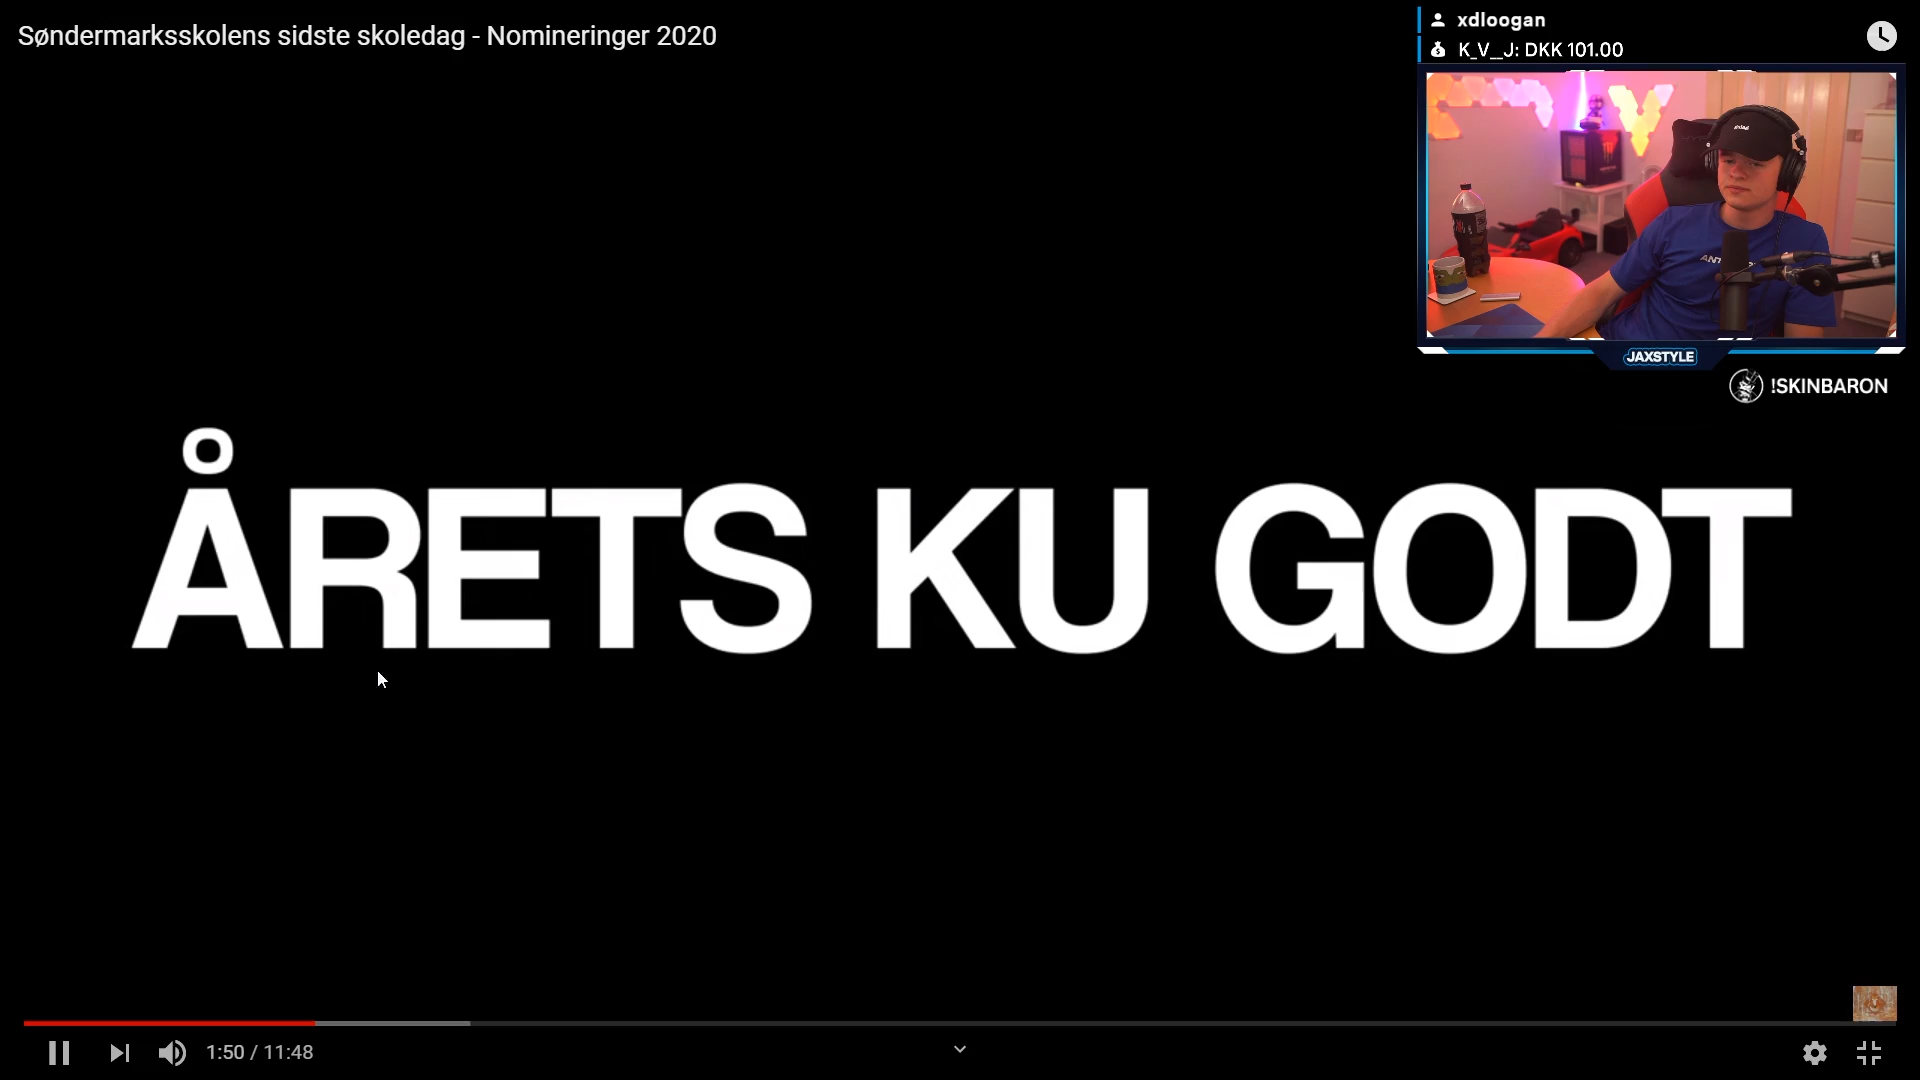 Søndermarksskolens sidste skoledag - Nomineringer 2020
xdloogan
K_V__J: DKK 101.00
JAXSTYLE
!SKINBARON
ÅRETS KU GODT
1:50 / 11:48